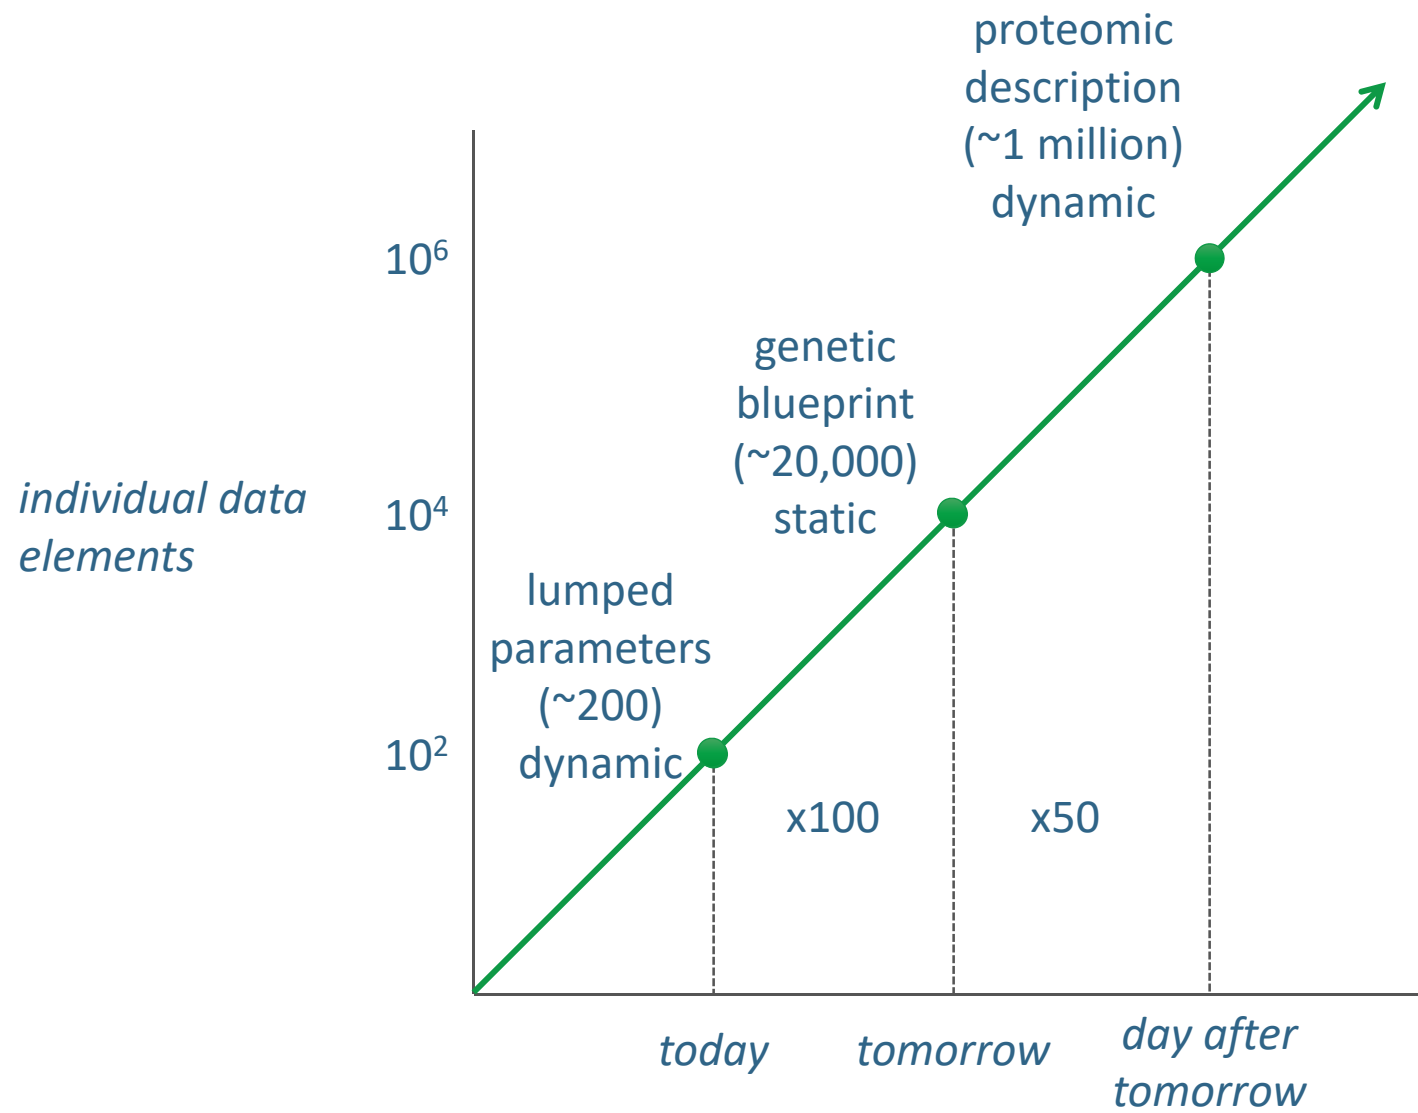 proteomic
description
(~1 million)
dynamic
10⁶
genetic
blueprint
(~20,000)
static
individual data
elements
10⁴
lumped
parameters
(~200)
dynamic
10²
x100
x50
today
tomorrow
day after
tomorrow